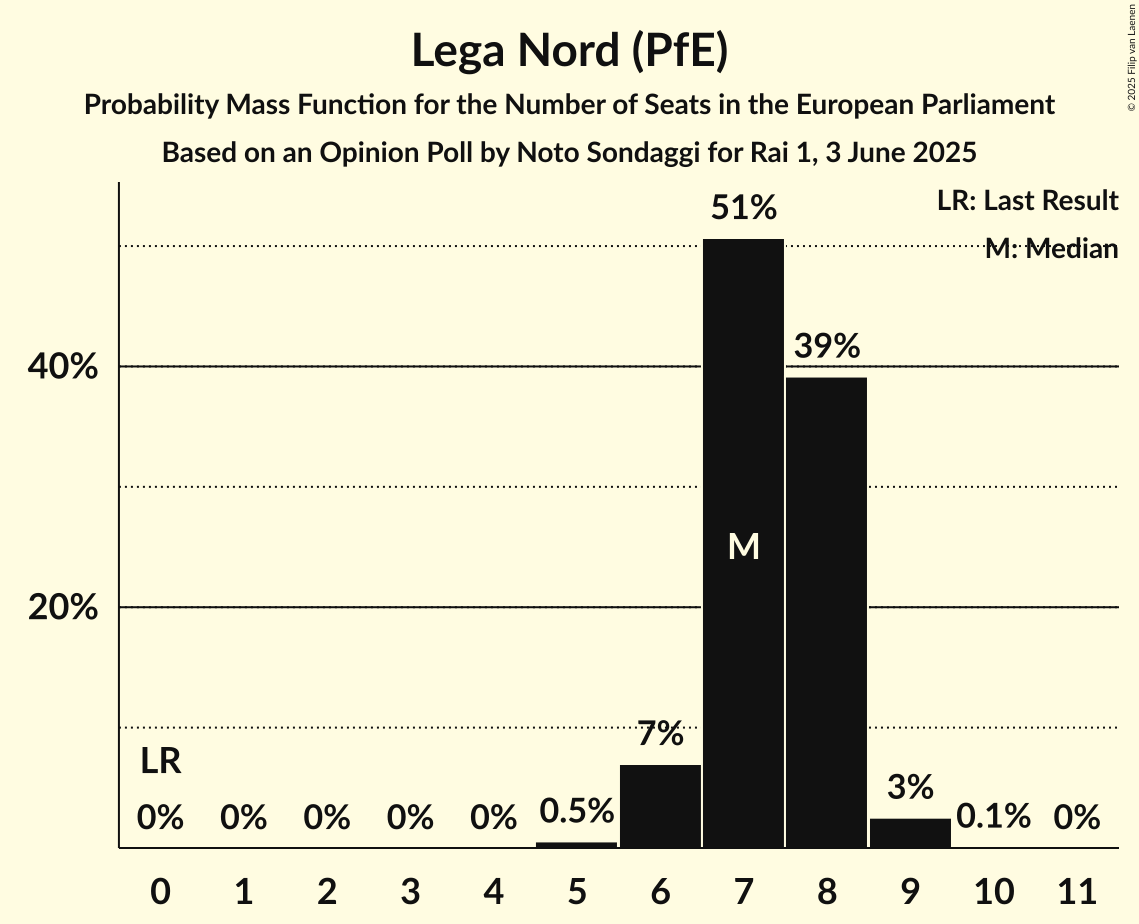 Lega Nord (PfE)
Probability Mass Function for the Number of Seats in the European Parliament
Based on an Opinion Poll by Noto Sondaggi for Rai 1, 3 June 2025
© 2025 Filip van Laenen
LR: Last Result
M: Median
51%
40%
39%
M
20%
7%
LR
0% 0% 0% 0% 0% 0.5% 3% 0.1% 0%
0 1 2 3 4 5 6 7 8 9 10 11